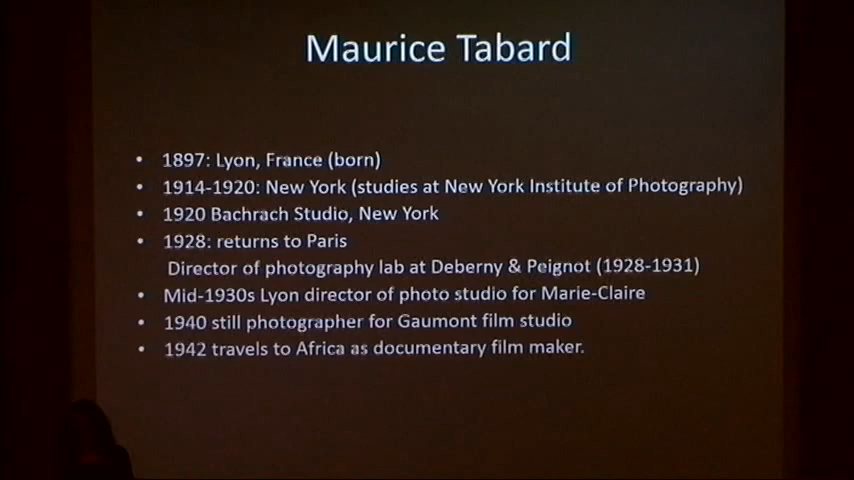 Maurice Tabard
• 1897: Lyon, France (born)
• 1914-1920: New York (studies at New York Institute of Photography)
• 1920 Bachrach Studio, New York
• 1928: returns to Paris
Director of photography lab at Deberny & Peignot (1928-1931)
• Mid-1930s Lyon director of photo studio for Marie-Claire
• 1940 still photographer for Gaumont film studio
• 1942 travels to Africa as documentary film maker.